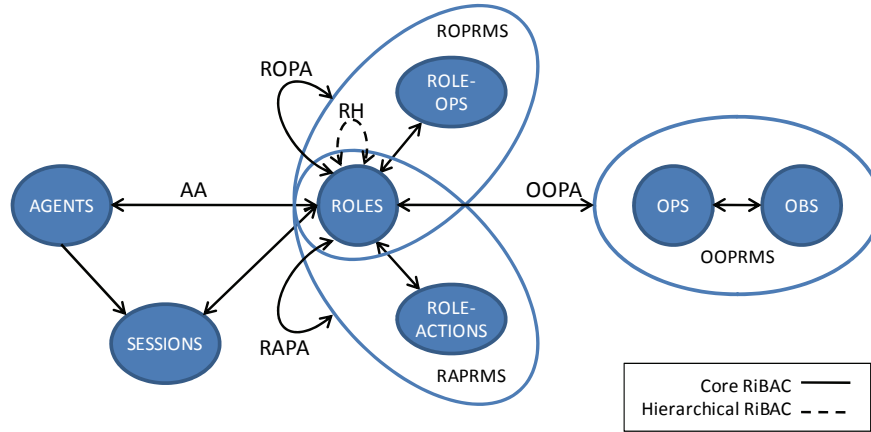 ROPRMS
ROPA
ROLE-
OPS
RH
AA
AGENTS
ROLES
OOPA
OPS
OBS
OOPRMS
SESSIONS
ROLE-
ACTIONS
RAPA
RAPRMS
Core RiBAC
Hierarchical RiBAC